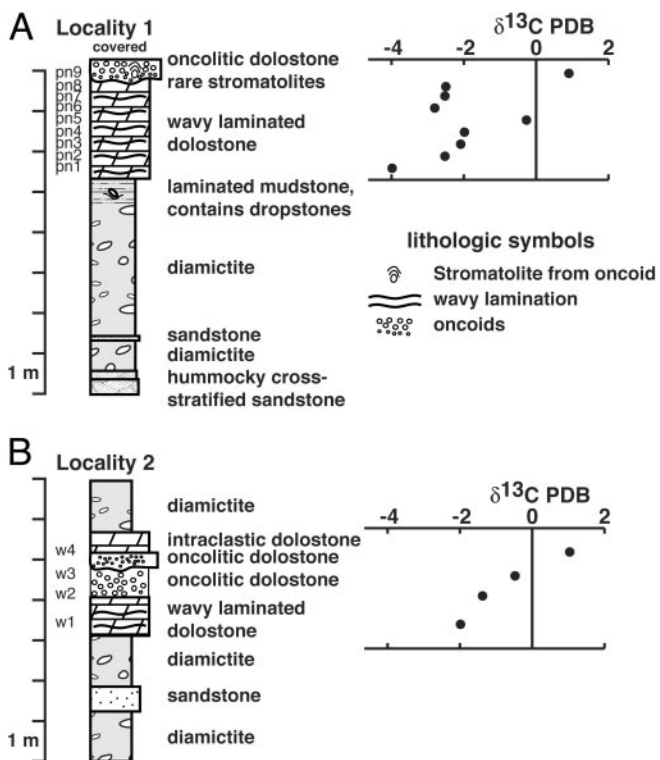 A
Locality 1
covered
pn9
pn8
pn7
pn6
pn5
pn4
pn3
pn2
pn1
oncolitic dolostone
rare stromatolites
wavy laminated
dolostone
laminated mudstone,
contains dropstones
diamictite
sandstone
diamictite
hummocky cross-
stratified sandstone
1 m
δ13C PDB
-4 -2 0 2
lithologic symbols
Stromatolite from oncoid
wavy lamination
oncoids
B
Locality 2
w4
w3
w2
w1
diamictite
intraclastic dolostone
oncolitic dolostone
oncolitic dolostone
wavy laminated
dolostone
diamictite
sandstone
diamictite
1 m
δ13C PDB
-4 -2 0 2